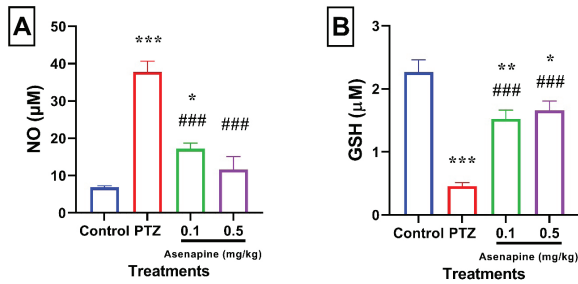 A
NO (µM)
50
40
30
20
10
0
***
*
###
###
Control PTZ 0.1 0.5
Asenapine (mg/kg)
Treatments
B
GSH (µM)
3
2
1
0
***
**
###
*
###
Control PTZ 0.1 0.5
Asenapine (mg/kg)
Treatments